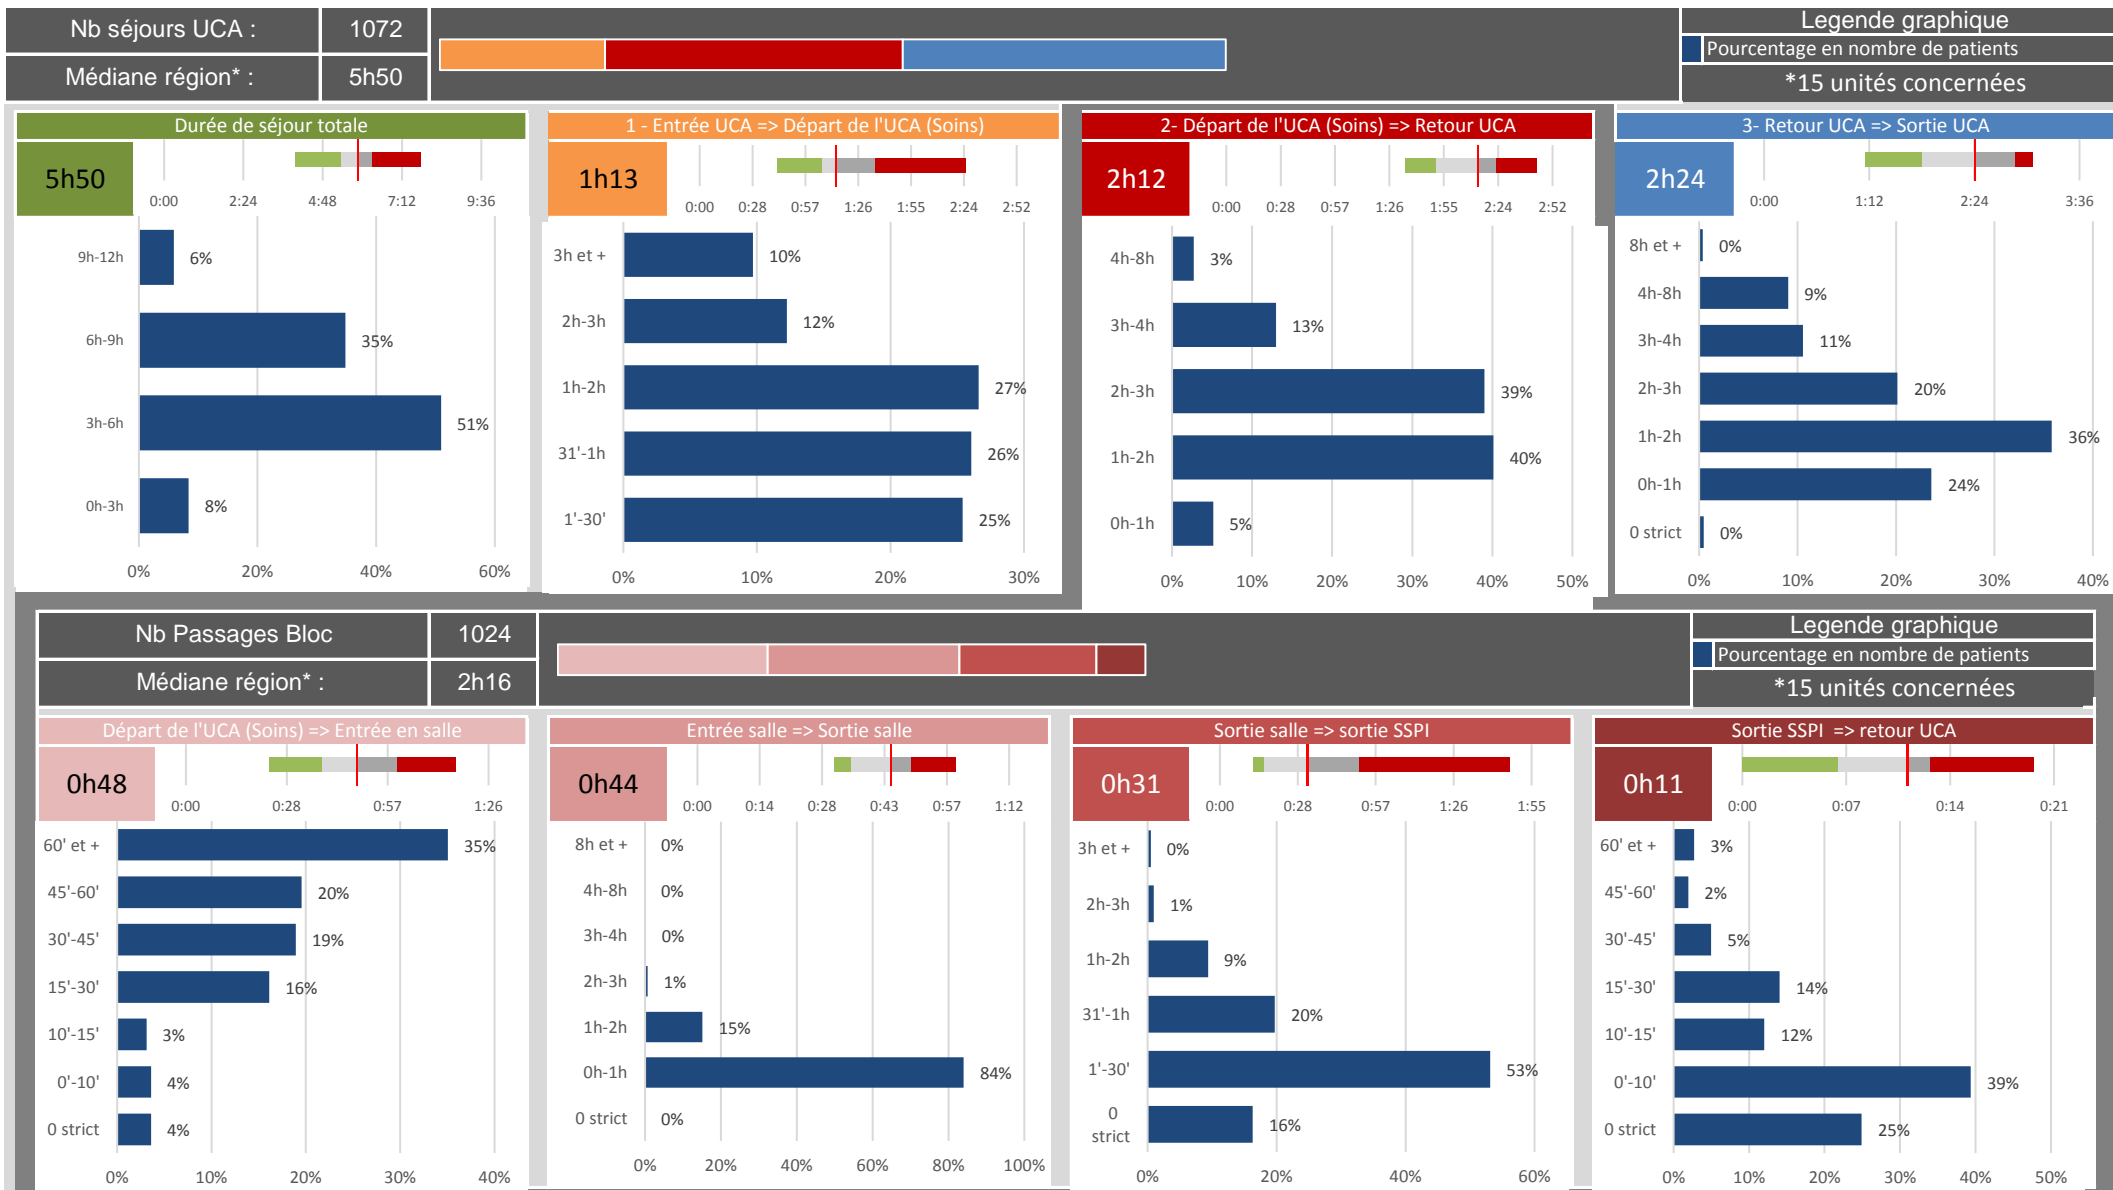 Nb séjours UCA : 1072
Médiane région* : 5h50
Legende graphique
Pourcentage en nombre de patients
*15 unités concernées
Durée de séjour totale
5h50
0:00 2:24 4:48 7:12 9:36
9h-12h 6%
6h-9h 35%
3h-6h 51%
0h-3h 8%
0% 20% 40% 60%
1 - Entrée UCA => Départ de l'UCA (Soins)
1h13
0:00 0:28 0:57 1:26 1:55 2:24 2:52
3h et + 10%
2h-3h 12%
1h-2h 27%
31'-1h 26%
1'-30' 25%
0% 10% 20% 30%
2- Départ de l'UCA (Soins) => Retour UCA
2h12
0:00 0:28 0:57 1:26 1:55 2:24 2:52
4h-8h 3%
3h-4h 13%
2h-3h 39%
1h-2h 40%
0h-1h 5%
0% 10% 20% 30% 40% 50%
3- Retour UCA => Sortie UCA
2h24
0:00 1:12 2:24 3:36
8h et + 0%
4h-8h 9%
3h-4h 11%
2h-3h 20%
1h-2h 36%
0h-1h 24%
0 strict 0%
0% 10% 20% 30% 40%
Nb Passages Bloc 1024
Médiane région* : 2h16
Legende graphique
Pourcentage en nombre de patients
*15 unités concernées
Départ de l'UCA (Soins) => Entrée en salle
0h48
0:00 0:28 0:57 1:26
60' et + 35%
45'-60' 20%
30'-45' 19%
15'-30' 16%
10'-15' 3%
0'-10' 4%
0 strict 4%
0% 10% 20% 30% 40%
Entrée salle => Sortie salle
0h44
0:00 0:14 0:28 0:43 0:57 1:12
8h et + 0%
4h-8h 0%
3h-4h 0%
2h-3h 1%
1h-2h 15%
0h-1h 84%
0 strict 0%
0% 20% 40% 60% 80% 100%
Sortie salle => sortie SSPI
0h31
0:00 0:28 0:57 1:26 1:55
3h et + 0%
2h-3h 1%
1h-2h 9%
31'-1h 20%
1'-30' 53%
0
strict 16%
0% 20% 40% 60%
Sortie SSPI => retour UCA
0h11
0:00 0:07 0:14 0:21
60' et + 3%
45'-60' 2%
30'-45' 5%
15'-30' 14%
10'-15' 12%
0'-10' 39%
0 strict 25%
0% 10% 20% 30% 40% 50%